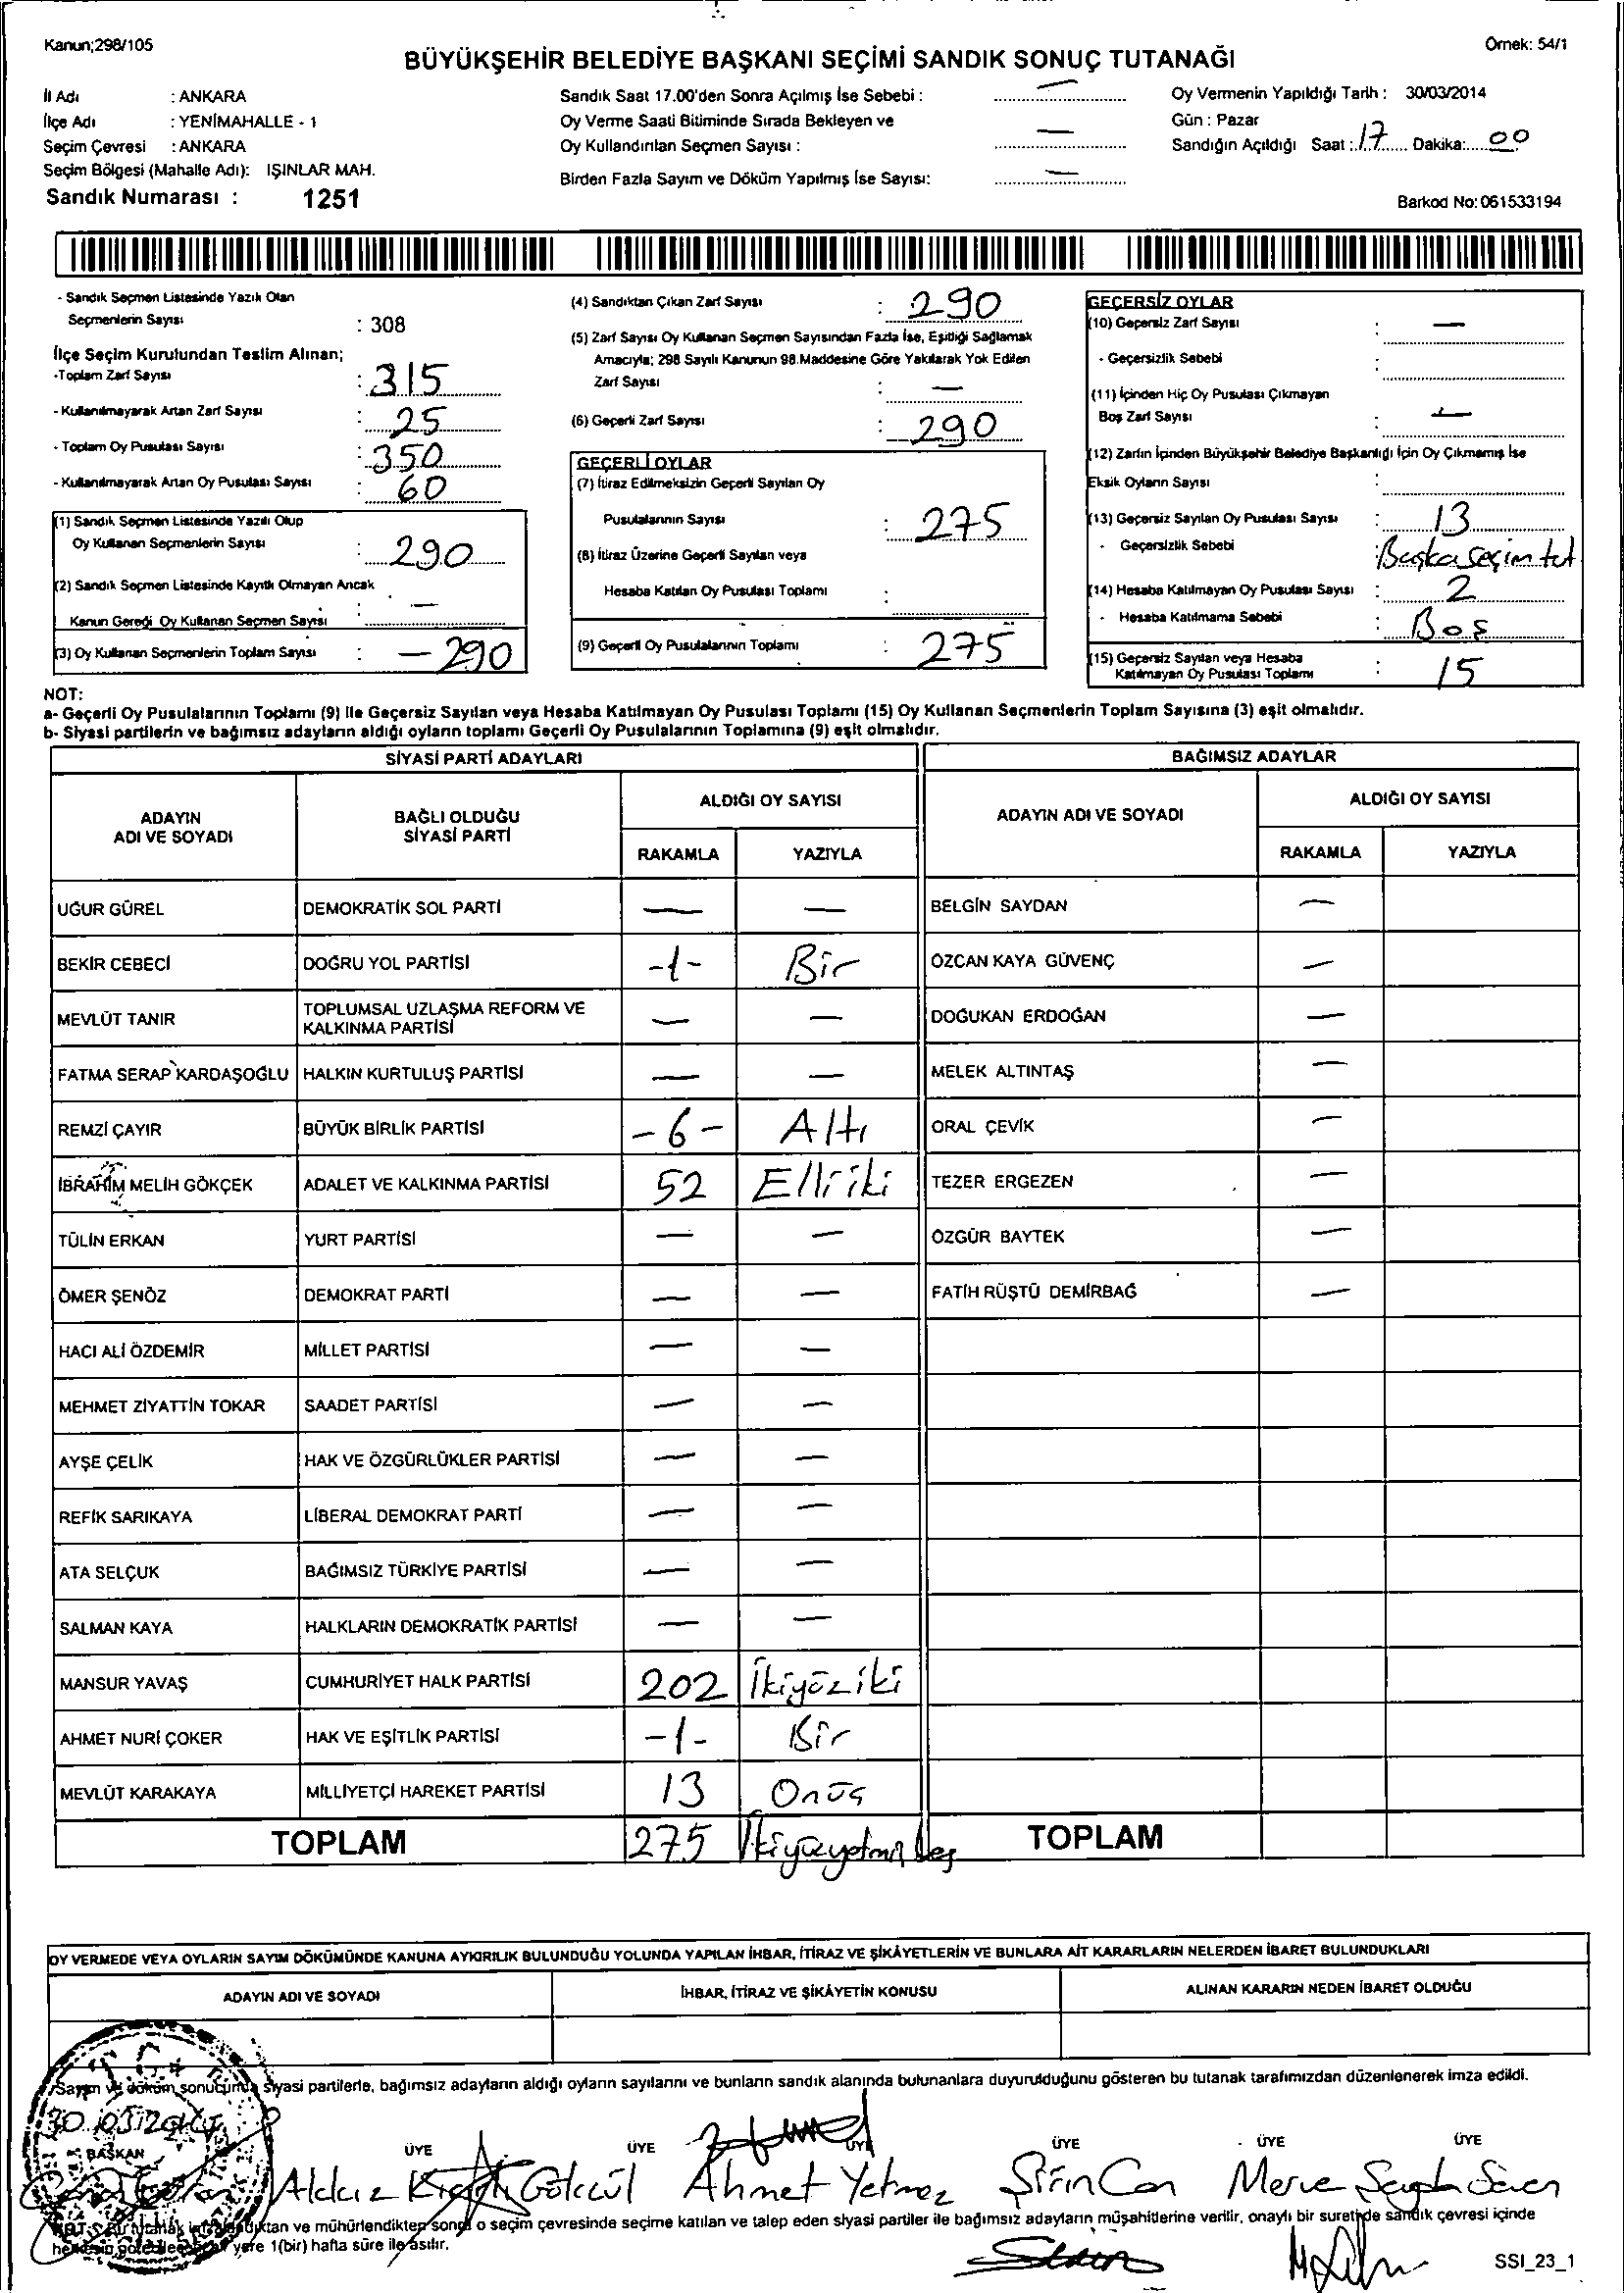 Kanun;298/105
Örnek: 54/1
BÜYÜKŞEHİR BELEDİYE BAŞKANI SEÇİMİ SANDIK SONUÇ TUTANAĞI
İl Adı : ANKARA
İlçe Adı : YENİMAHALLE - 1
Seçim Çevresi : ANKARA
Seçim Bölgesi (Mahalle Adı): IŞINLAR MAH.
Sandık Numarası : 1251
Sandık Saat 17.00'den Sonra Açılmış İse Sebebi : —
Oy Verme Saati Bitiminde Sırada Bekleyen ve
Oy Kullandırılan Seçmen Sayısı : —
Birden Fazla Sayım ve Döküm Yapılmış İse Sayısı: —
Oy Vermenin Yapıldığı Tarih : 30/03/2014
Gün : Pazar
Sandığın Açıldığı Saat : 17 Dakika: 00
Barkod No: 061533194
- Sandık Seçmen Listesinde Yazılı Olan
Seçmenlerin Sayısı : 308
İlçe Seçim Kurulundan Teslim Alınan;
-Toplam Zarf Sayısı : 315
- Kullanılmayarak Artan Zarf Sayısı : 25
- Toplam Oy Pusulası Sayısı : 350
- Kullanılmayarak Artan Oy Pusulası Sayısı : 60
(1) Sandık Seçmen Listesinde Yazılı Olup
Oy Kullanan Seçmenlerin Sayısı : 290
(2) Sandık Seçmen Listesinde Kayıtlı Olmayan Ancak
Kanun Gereği Oy Kullanan Seçmen Sayısı : —
(3) Oy Kullanan Seçmenlerin Toplam Sayısı : — 290
(4) Sandıktan Çıkan Zarf Sayısı : 290
(5) Zarf Sayısı Oy Kullanan Seçmen Sayısından Fazla İse, Eşitliği Sağlamak
Amacıyla; 298 Sayılı Kanunun 98.Maddesine Göre Yakılarak Yok Edilen
Zarf Sayısı : —
(6) Geçerli Zarf Sayısı : 290
GEÇERLİ OYLAR
(7) İtiraz Edilmeksizin Geçerli Sayılan Oy
Pusulalarının Sayısı : 275
(8) İtiraz Üzerine Geçerli Sayılan veya
Hesaba Katılan Oy Pusulası Toplamı :
(9) Geçerli Oy Pusulalarının Toplamı : 275
GEÇERSİZ OYLAR
(10) Geçersiz Zarf Sayısı : —
- Geçersizlik Sebebi :
(11) İçinden Hiç Oy Pusulası Çıkmayan
Boş Zarf Sayısı : —
(12) Zarfın İçinden Büyükşehir Belediye Başkanlığı İçin Oy Çıkmamış İse
Eksik Oyların Sayısı :
(13) Geçersiz Sayılan Oy Pusulası Sayısı : 13
- Geçersizlik Sebebi : Başka seçim tut
(14) Hesaba Katılmayan Oy Pusulası Sayısı : 2
- Hesaba Katılmama Sebebi : Boş
(15) Geçersiz Sayılan veya Hesaba
Katılmayan Oy Pusulası Toplamı : 15
NOT:
a- Geçerli Oy Pusulalarının Toplamı (9) ile Geçersiz Sayılan veya Hesaba Katılmayan Oy Pusulası Toplamı (15) Oy Kullanan Seçmenlerin Toplam Sayısına (3) eşit olmalıdır.
b- Siyasi partilerin ve bağımsız adayların aldığı oyların toplamı Geçerli Oy Pusulalarının Toplamına (9) eşit olmalıdır.
SİYASİ PARTİ ADAYLARI BAĞIMSIZ ADAYLAR
ADAYIN ADI VE SOYADI BAĞLI OLDUĞU SİYASİ PARTİ ALDIĞI OY SAYISI ADAYIN ADI VE SOYADI ALDIĞI OY SAYISI
RAKAMLA YAZIYLA RAKAMLA YAZIYLA
UĞUR GÜREL DEMOKRATİK SOL PARTİ — — BELGİN SAYDAN —
BEKİR CEBECİ DOĞRU YOL PARTİSİ -1- Bir ÖZCAN KAYA GÜVENÇ —
MEVLÜT TANIR TOPLUMSAL UZLAŞMA REFORM VE KALKINMA PARTİSİ — — DOĞUKAN ERDOĞAN —
FATMA SERAP KARDAŞOĞLU HALKIN KURTULUŞ PARTİSİ — — MELEK ALTINTAŞ —
REMZİ ÇAYIR BÜYÜK BİRLİK PARTİSİ -6- Altı ORAL ÇEVİK —
İBRAHİM MELİH GÖKÇEK ADALET VE KALKINMA PARTİSİ 52 Elliiki TEZER ERGEZEN —
TÜLİN ERKAN YURT PARTİSİ — — ÖZGÜR BAYTEK —
ÖMER ŞENÖZ DEMOKRAT PARTİ — — FATİH RÜŞTÜ DEMİRBAĞ —
HACI ALİ ÖZDEMİR MİLLET PARTİSİ — —
MEHMET ZİYATTİN TOKAR SAADET PARTİSİ — —
AYŞE ÇELİK HAK VE ÖZGÜRLÜKLER PARTİSİ — —
REFİK SARIKAYA LİBERAL DEMOKRAT PARTİ — —
ATA SELÇUK BAĞIMSIZ TÜRKİYE PARTİSİ — —
SALMAN KAYA HALKLARIN DEMOKRATİK PARTİSİ — —
MANSUR YAVAŞ CUMHURİYET HALK PARTİSİ 202 İkiyüziki
AHMET NURİ ÇOKER HAK VE EŞİTLİK PARTİSİ -1- Bir
MEVLÜT KARAKAYA MİLLİYETÇİ HAREKET PARTİSİ 13 Onüç
TOPLAM 275 İkiyüzyetmişbeş TOPLAM
OY VERMEDE VEYA OYLARIN SAYIM DÖKÜMÜNDE KANUNA AYKIRILIK BULUNDUĞU YOLUNDA YAPILAN İHBAR, İTİRAZ VE ŞİKÂYETLERİN VE BUNLARA AİT KARARLARIN NELERDEN İBARET BULUNDUKLARI
ADAYIN ADI VE SOYADI İHBAR, İTİRAZ VE ŞİKÂYETİN KONUSU ALINAN KARARIN NEDEN İBARET OLDUĞU
Sayım ve döküm sonucunda siyasi partilerle, bağımsız adayların aldığı oyların sayılarını ve bunların sandık alanında bulunanlara duyurulduğunu gösteren bu tutanak tarafımızdan düzenlenerek imza edildi.
30.03.2014
BAŞKAN ÜYE ÜYE ÜYE ÜYE ÜYE ÜYE
Gökcül Ahmet Yetmez Şirin Can Merve
NOT: Bu tutanak imzalandıktan ve mühürlendikten sonra o seçim çevresinde seçime katılan ve talep eden siyasi partiler ile bağımsız adayların müşahitlerine verilir, onaylı bir suretide sandık çevresi içinde
herkesin görebileceği bir yere 1(bir) hafta süre ile asılır.
SSI_23_1